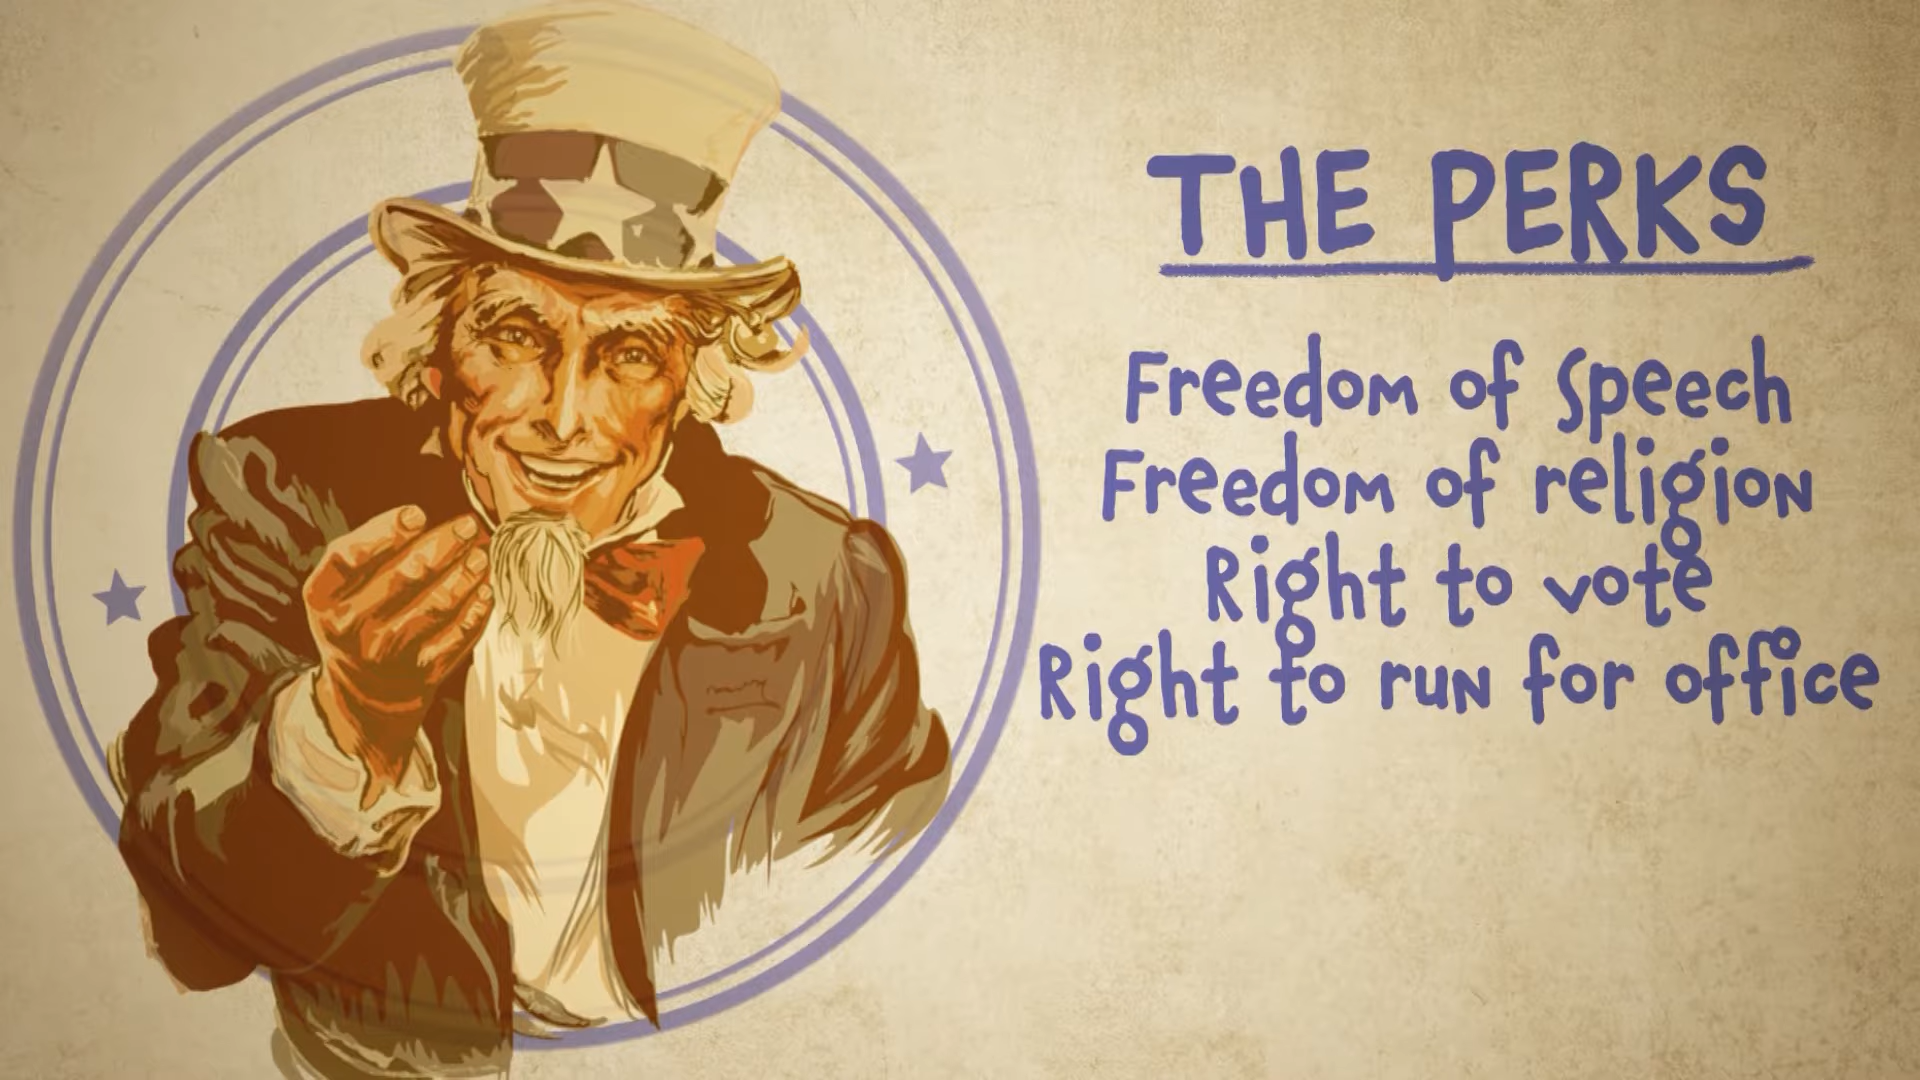 THE PERKS
Freedom of Speech
Freedom of religion
Right to vote
Right to run for office